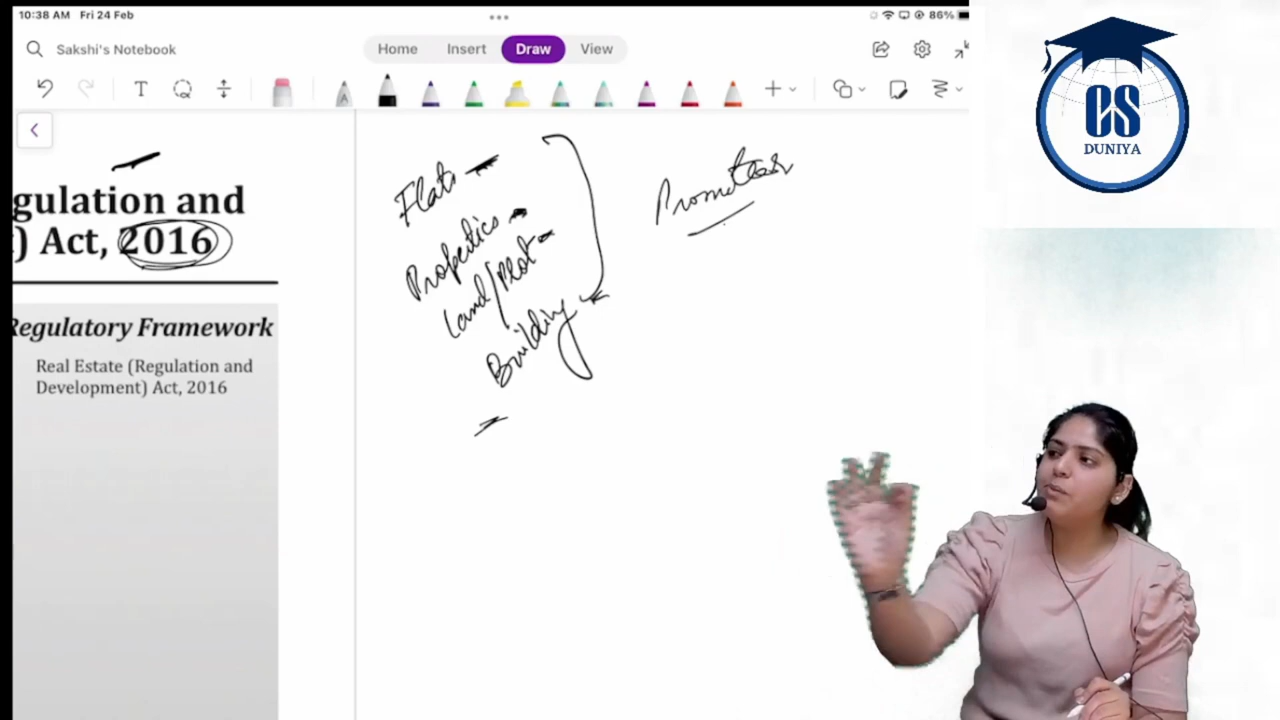 10:38 AM Fri 24 Feb
86%
Sakshi's Notebook
Home Insert Draw View
T
A
gulation and
) Act, 2016
Regulatory Framework
Real Estate (Regulation and
Development) Act, 2016
Flats
Properties
Land/Plot
Building
Promoters
CS
DUNIYA